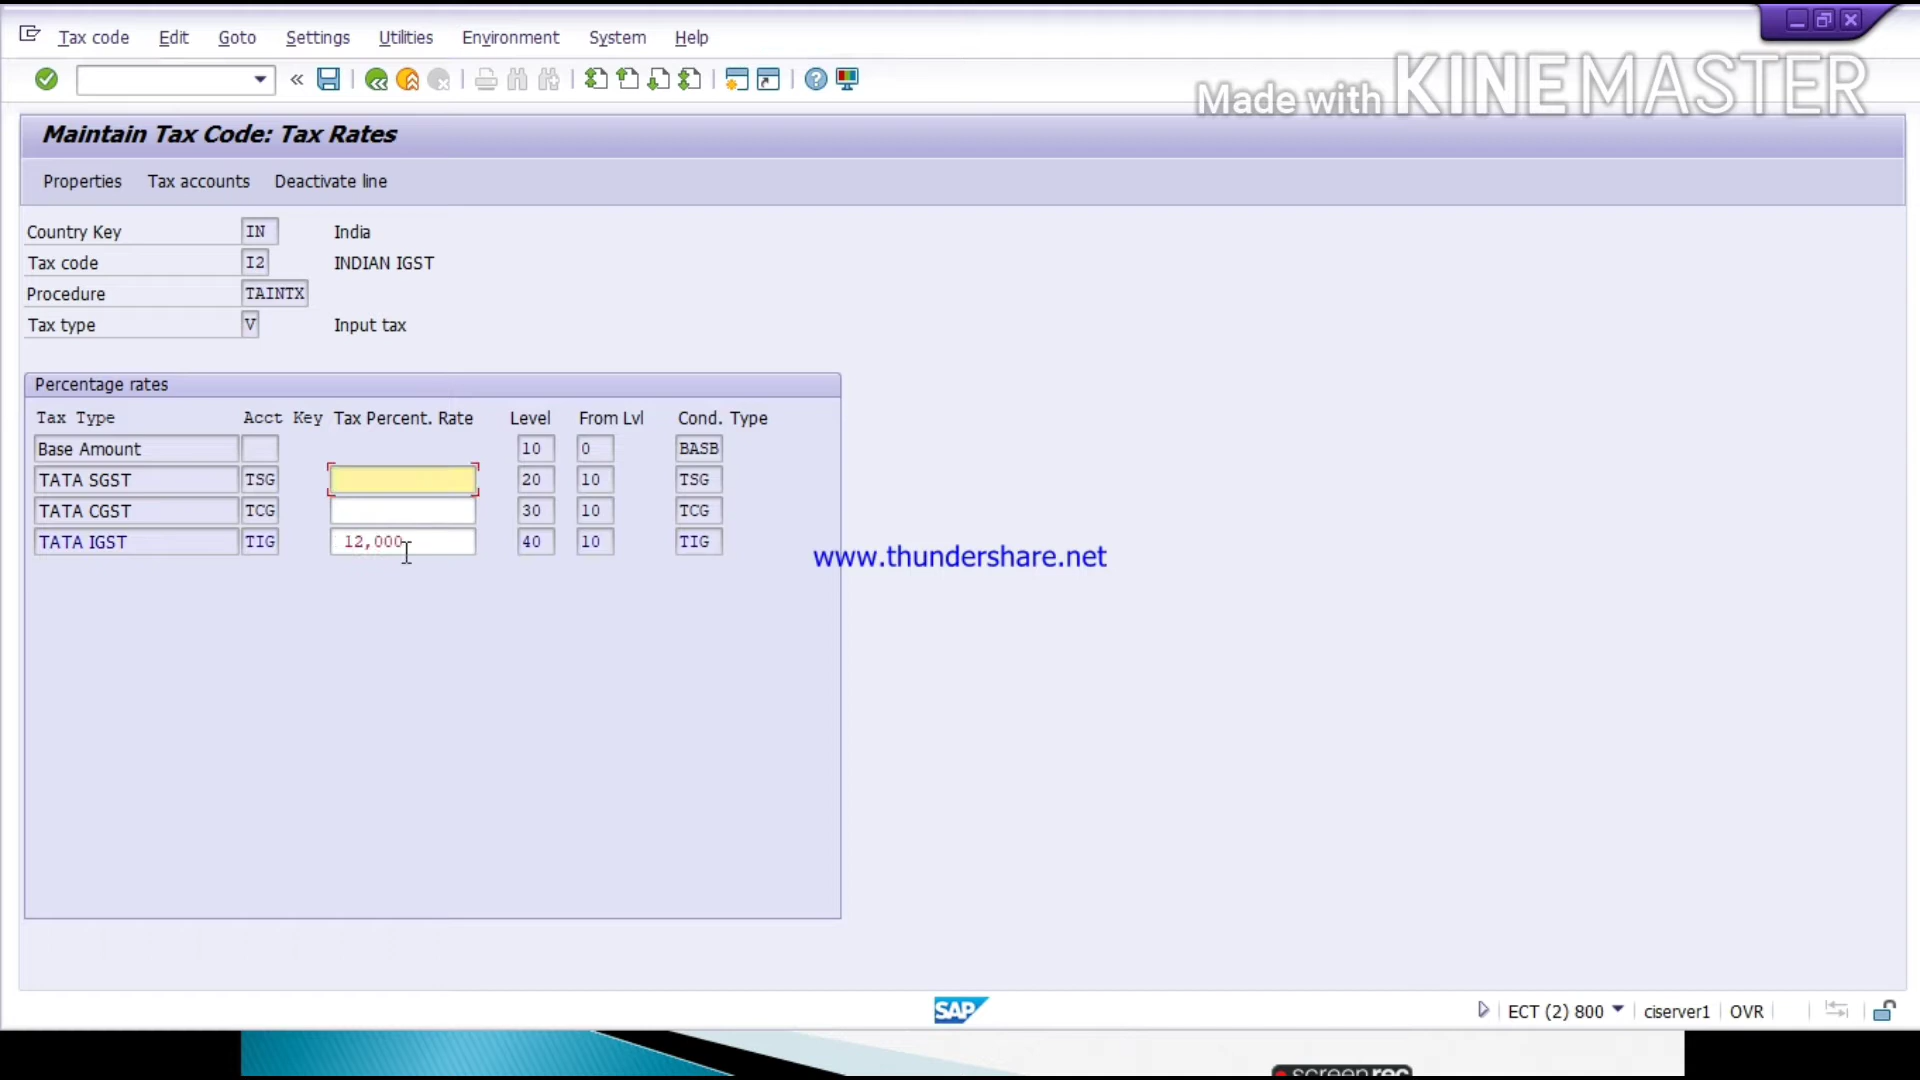 Tax code Edit Goto Settings Utilities Environment System Help
Made with KINEMASTER
Maintain Tax Code: Tax Rates
Properties Tax accounts Deactivate line
Country Key IN India
Tax code I2 INDIAN IGST
Procedure TAINTX
Tax type V Input tax
Percentage rates
Tax Type Acct Key Tax Percent. Rate Level From Lvl Cond. Type
Base Amount 10 0 BASB
TATA SGST TSG 20 10 TSG
TATA CGST TCG 30 10 TCG
TATA IGST TIG 12,000 40 10 TIG
www.thundershare.net
SAP ECT (2) 800 ciserver1 OVR
screenrec